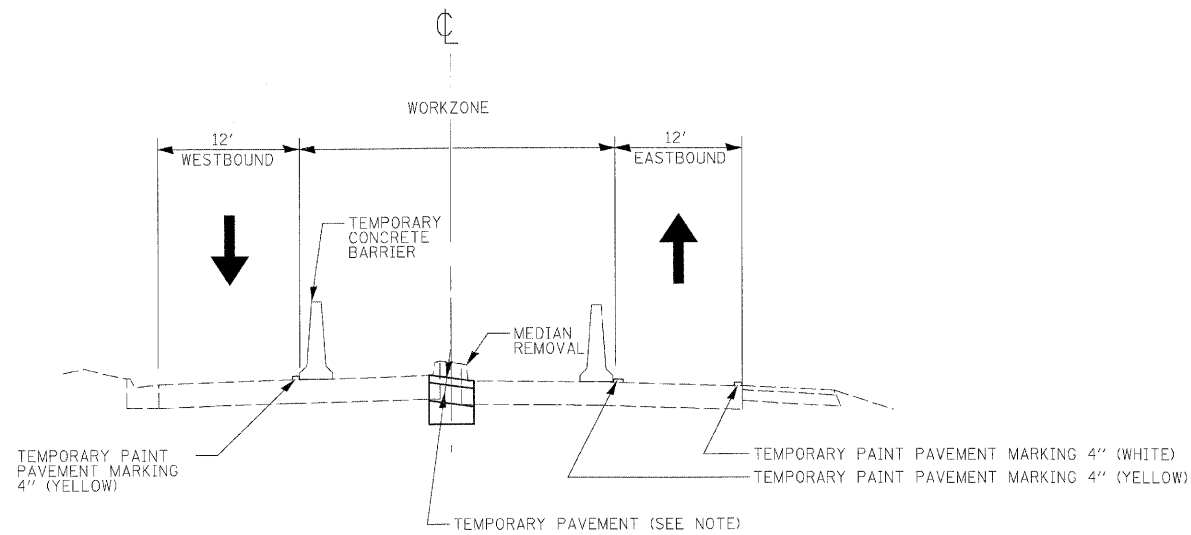 ℄
WORKZONE
12'
WESTBOUND
12'
EASTBOUND
TEMPORARY
CONCRETE
BARRIER
MEDIAN
REMOVAL
TEMPORARY PAINT
PAVEMENT MARKING
4" (YELLOW)
TEMPORARY PAINT PAVEMENT MARKING 4" (WHITE)
TEMPORARY PAINT PAVEMENT MARKING 4" (YELLOW)
TEMPORARY PAVEMENT (SEE NOTE)